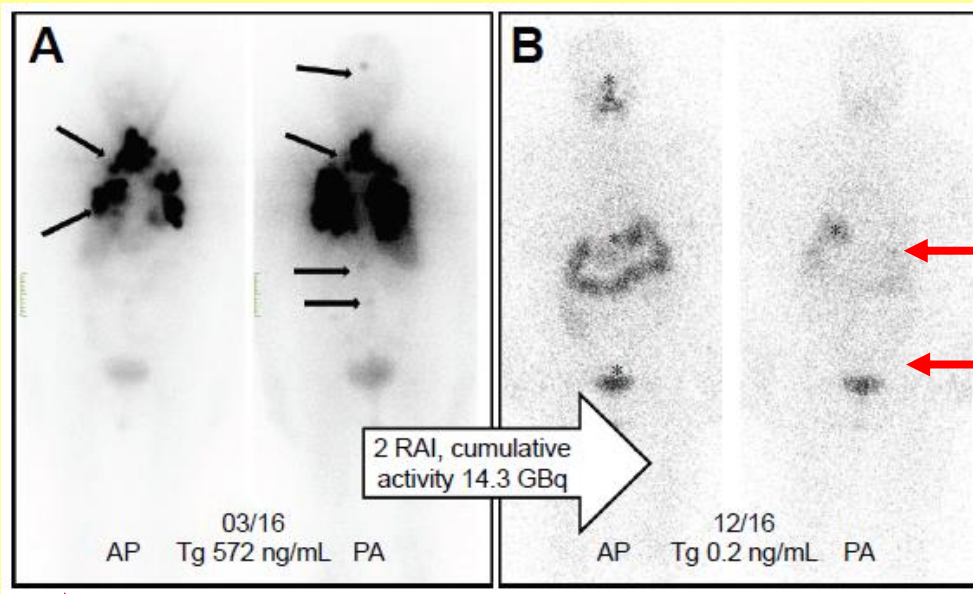 A
B
*
*
*
*
*
2 RAI, cumulative
activity 14.3 GBq
03/16
AP Tg 572 ng/mL PA
12/16
AP Tg 0.2 ng/mL PA